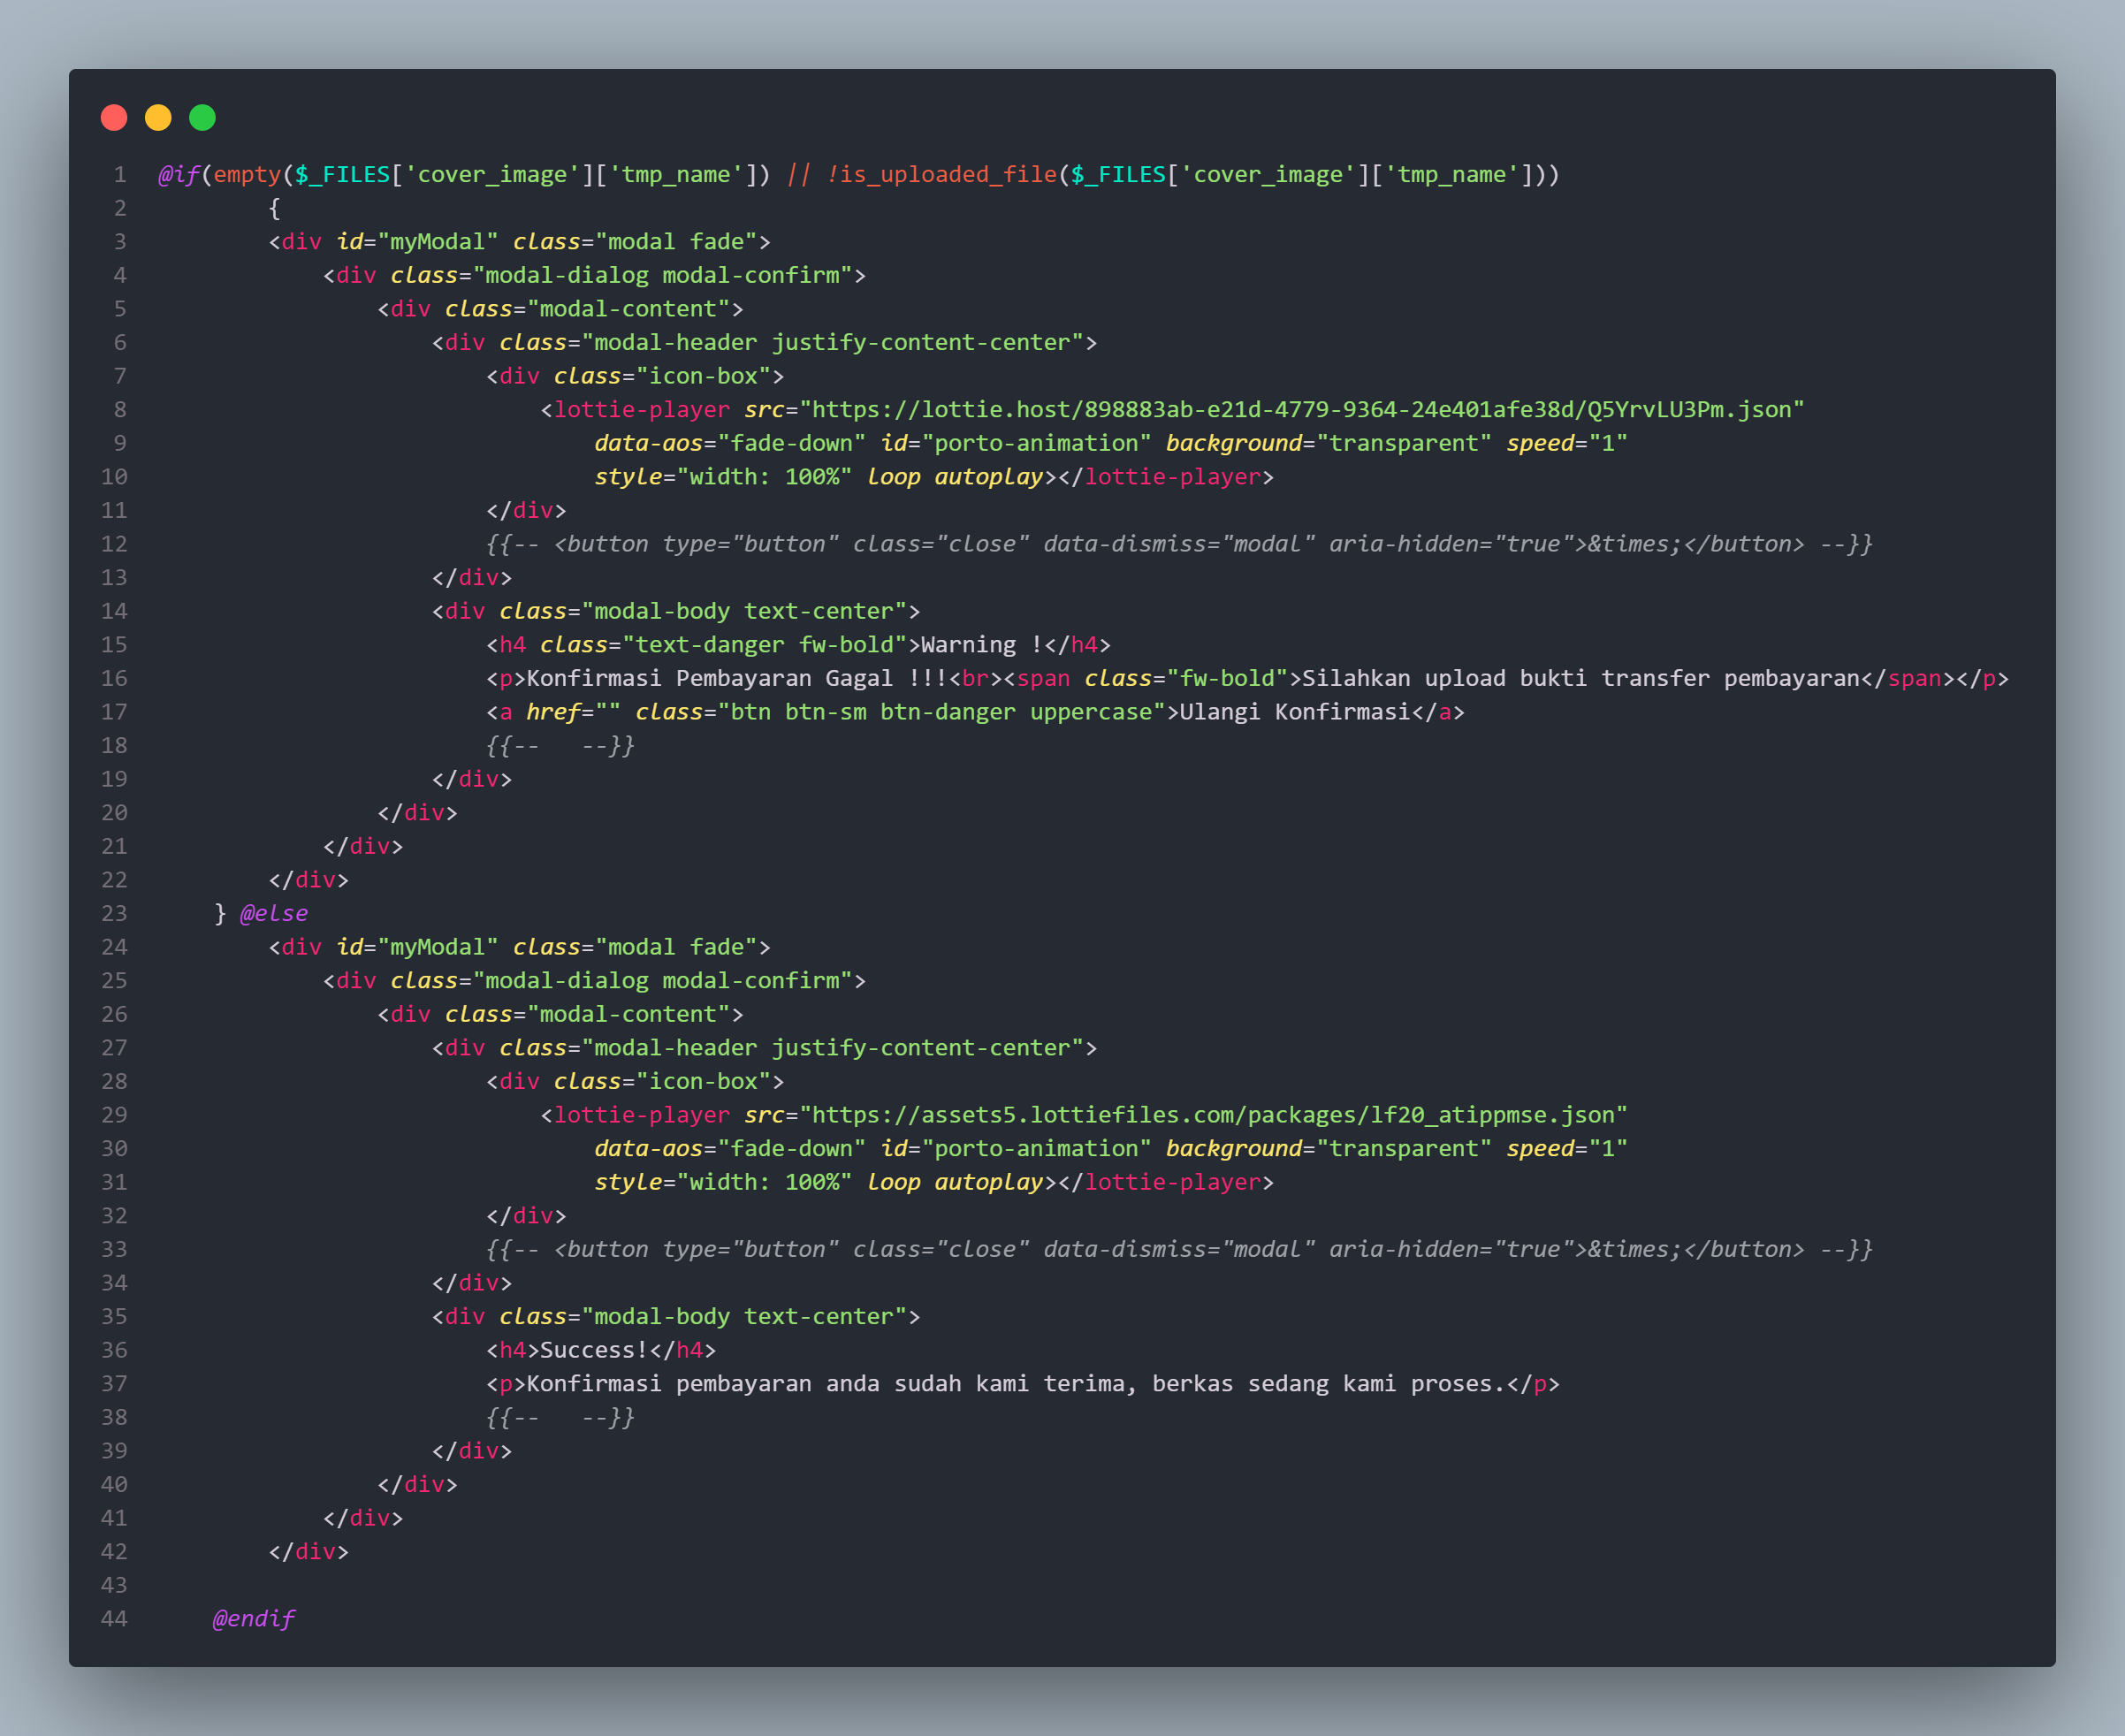 1 @if(empty($_FILES['cover_image']['tmp_name']) || !is_uploaded_file($_FILES['cover_image']['tmp_name']))
2 {
3 <div id="myModal" class="modal fade">
4 <div class="modal-dialog modal-confirm">
5 <div class="modal-content">
6 <div class="modal-header justify-content-center">
7 <div class="icon-box">
8 <lottie-player src="https://lottie.host/898883ab-e21d-4779-9364-24e401afe38d/Q5YrvLU3Pm.json"
9 data-aos="fade-down" id="porto-animation" background="transparent" speed="1"
10 style="width: 100%" loop autoplay></lottie-player>
11 </div>
12 {{-- <button type="button" class="close" data-dismiss="modal" aria-hidden="true">&times;</button> --}}
13 </div>
14 <div class="modal-body text-center">
15 <h4 class="text-danger fw-bold">Warning !</h4>
16 <p>Konfirmasi Pembayaran Gagal !!!<br><span class="fw-bold">Silahkan upload bukti transfer pembayaran</span></p>
17 <a href="" class="btn btn-sm btn-danger uppercase">Ulangi Konfirmasi</a>
18 {{--   --}}
19 </div>
20 </div>
21 </div>
22 </div>
23 } @else
24 <div id="myModal" class="modal fade">
25 <div class="modal-dialog modal-confirm">
26 <div class="modal-content">
27 <div class="modal-header justify-content-center">
28 <div class="icon-box">
29 <lottie-player src="https://assets5.lottiefiles.com/packages/lf20_atippmse.json"
30 data-aos="fade-down" id="porto-animation" background="transparent" speed="1"
31 style="width: 100%" loop autoplay></lottie-player>
32 </div>
33 {{-- <button type="button" class="close" data-dismiss="modal" aria-hidden="true">&times;</button> --}}
34 </div>
35 <div class="modal-body text-center">
36 <h4>Success!</h4>
37 <p>Konfirmasi pembayaran anda sudah kami terima, berkas sedang kami proses.</p>
38 {{--   --}}
39 </div>
40 </div>
41 </div>
42 </div>
43
44 @endif